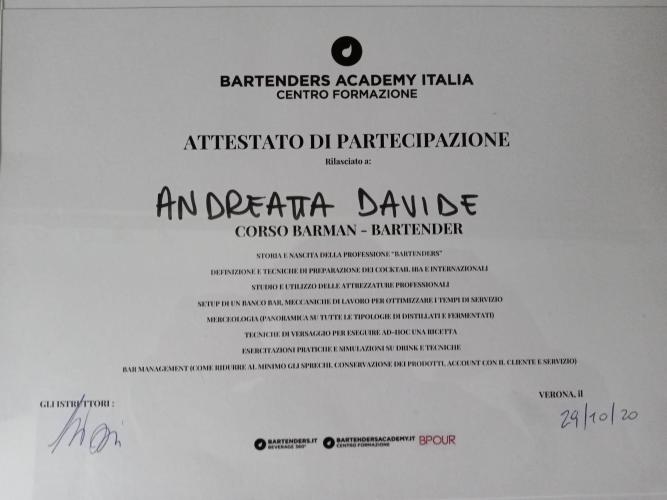 BARTENDERS ACADEMY ITALIA
CENTRO FORMAZIONE
ATTESTATO DI PARTECIPAZIONE
Rilasciato a:
ANDREATTA DAVIDE
CORSO BARMAN - BARTENDER
STORIA E NASCITA DELLA PROFESSIONE "BARTENDERS"
DEFINIZIONE E TECNICHE DI PREPARAZIONE DEI COCKTAIL IBA E INTERNAZIONALI
STUDIO E UTILIZZO DELLE ATTREZZATURE PROFESSIONALI
SETUP DI UN BANCO BAR, MECCANICHE DI LAVORO PER OTTIMIZZARE I TEMPI DI SERVIZIO
MERCEOLOGIA (PANORAMICA SU TUTTE LE TIPOLOGIE DI DISTILLATI E FERMENTATI)
TECNICHE DI VERSAGGIO PER ESEGUIRE AD-HOC UNA RICETTA
ESERCITAZIONI PRATICHE E SIMULAZIONI SU DRINK E TECNICHE
BAR MANAGEMENT (COME RIDURRE AL MINIMO GLI SPRECHI, CONSERVAZIONE DEI PRODOTTI, ACCOUNT CON IL CLIENTE E SERVIZIO)
GLI ISTRUTTORI :
VERONA, il
29/10/20
BARTENDERS.IT
BEVERAGE 360°
BARTENDERSACADEMY.IT
CENTRO FORMAZIONE
BPOUR